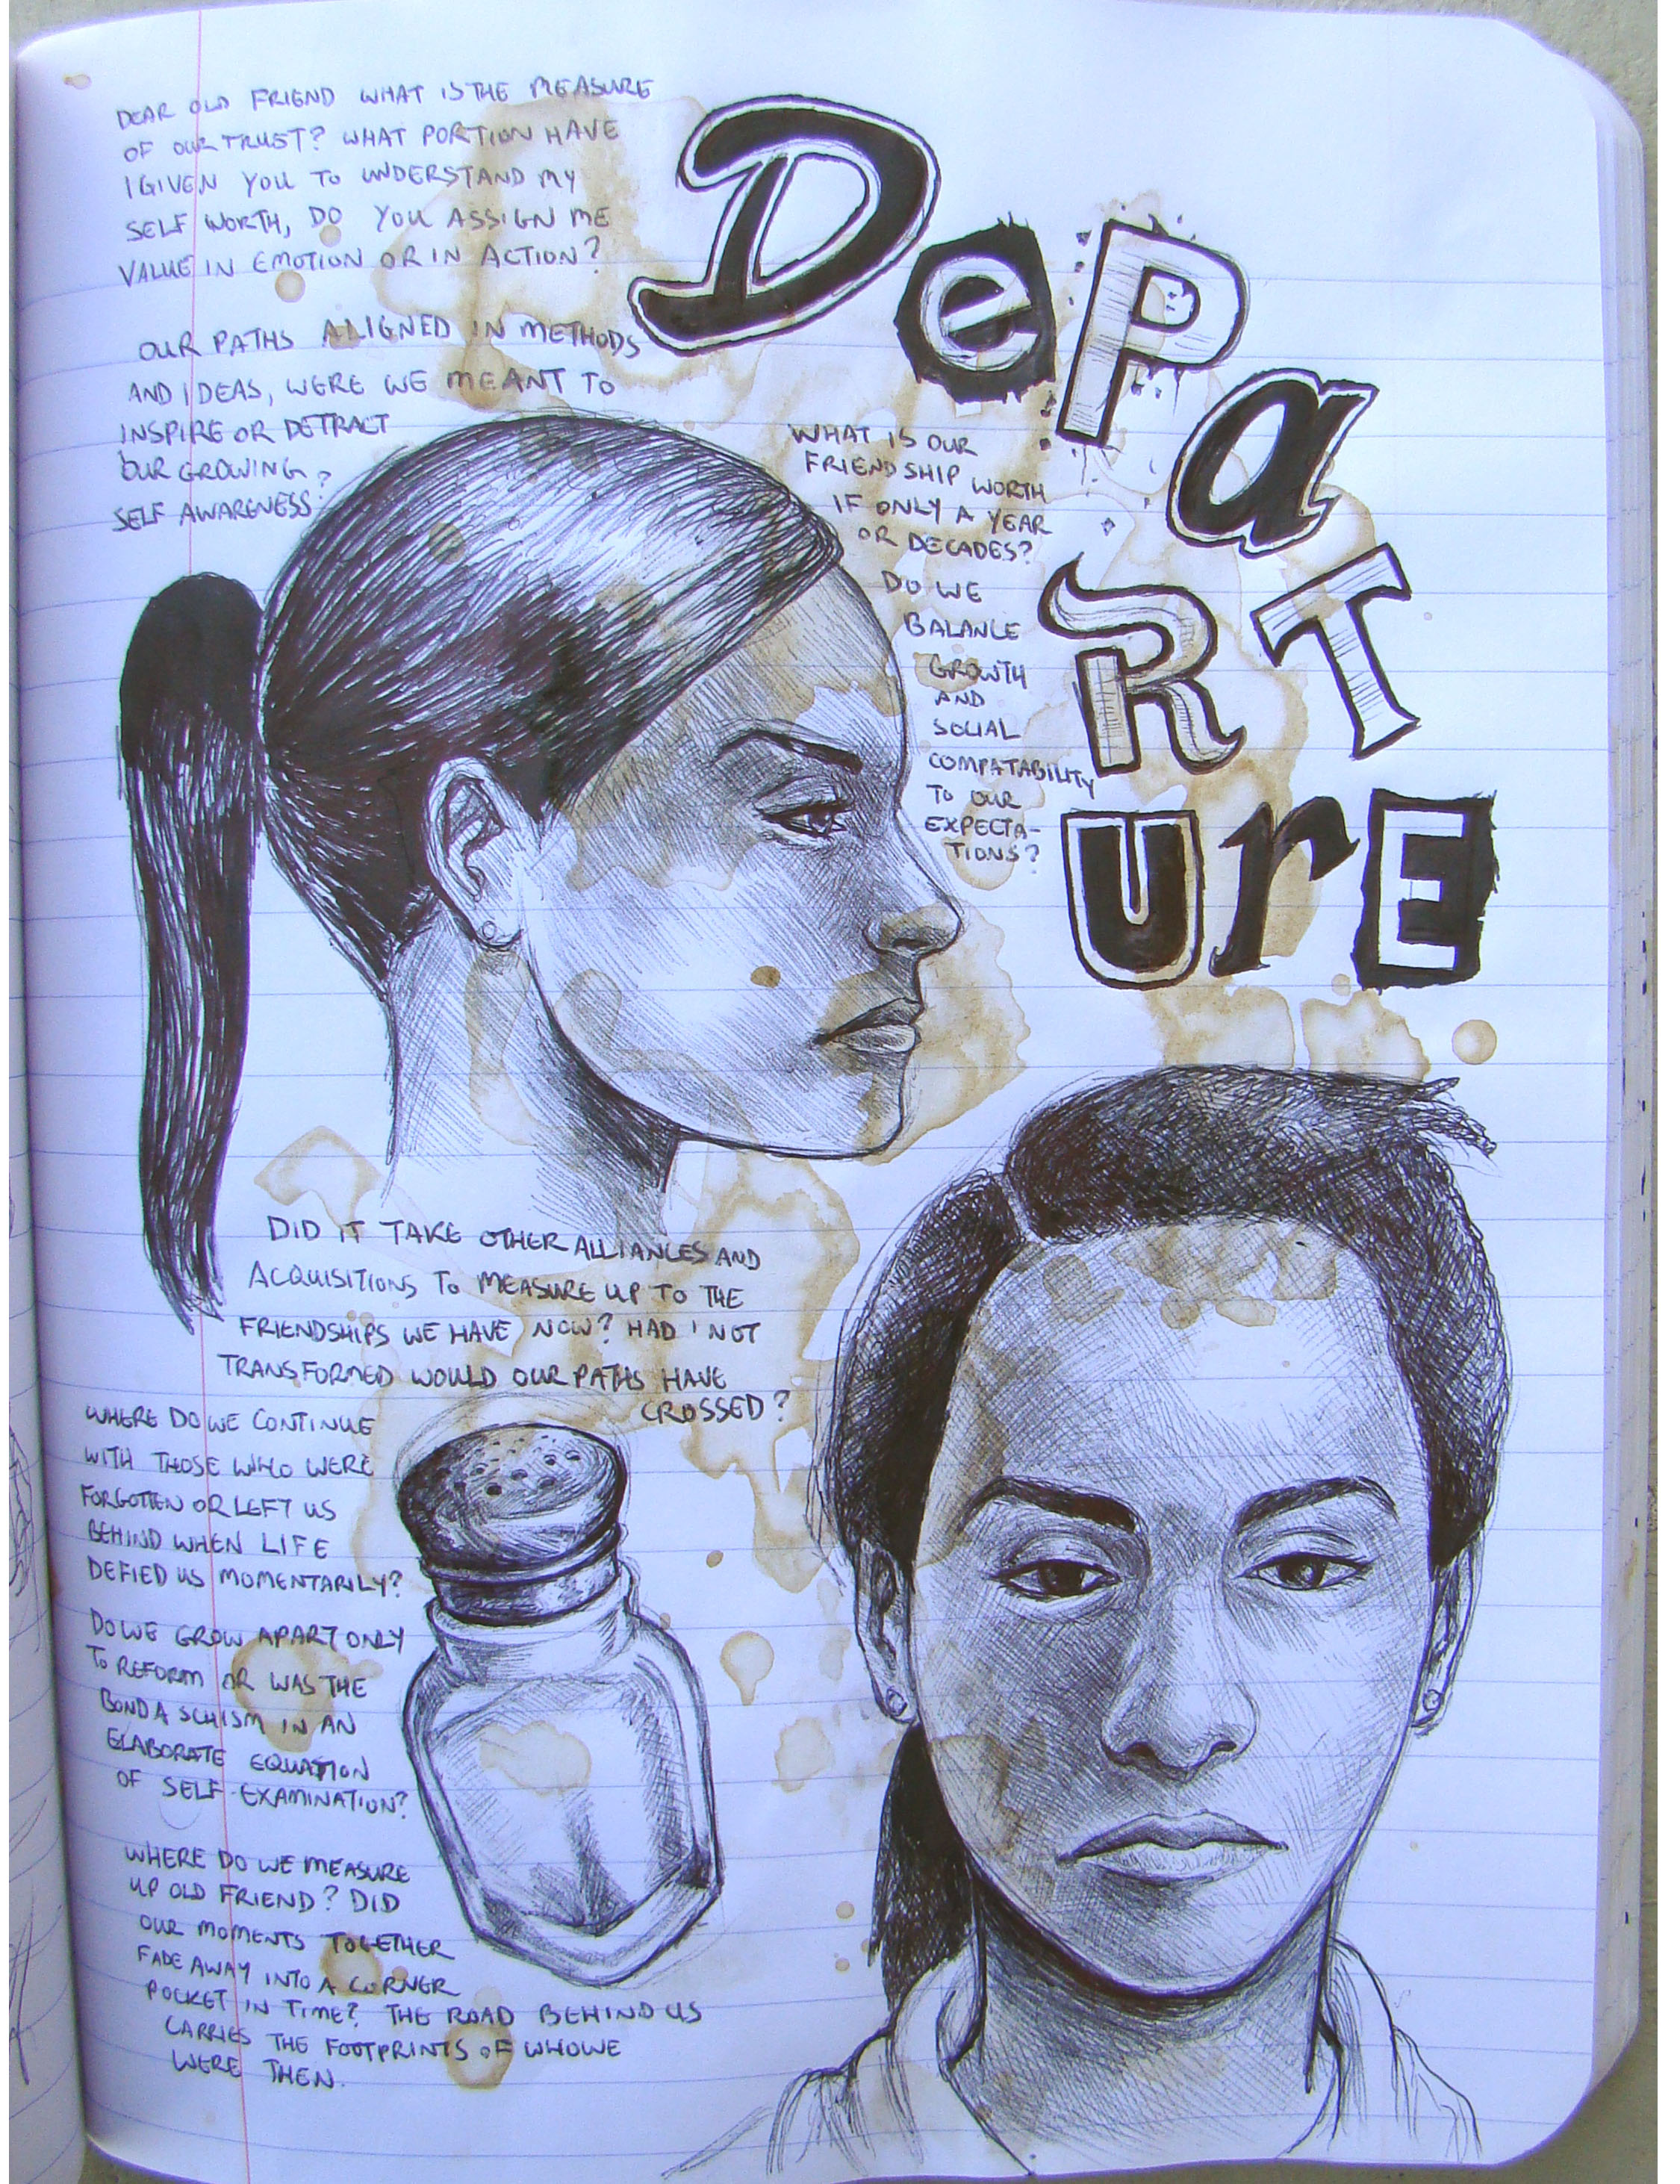 DEAR OLD FRIEND WHAT IS THE MEASURE
OF OUR TRUST? WHAT PORTION HAVE
I GIVEN YOU TO UNDERSTAND MY
SELF WORTH, DO YOU ASSIGN ME
VALUE IN EMOTION OR IN ACTION?
OUR PATHS ALIGNED IN METHODS
AND IDEAS, WERE WE MEANT TO
INSPIRE OR DETRACT
OUR GROWING
SELF AWARENESS?
DePaRTUrE
WHAT IS OUR
FRIENDSHIP WORTH
IF ONLY A YEAR
OR DECADES?
DO WE
BALANCE
GROWTH
AND
SOCIAL
COMPATABILITY
TO OUR
EXPECTA-
TIONS?
DID IT TAKE OTHER ALLIANCES AND
ACQUISITIONS TO MEASURE UP TO THE
FRIENDSHIPS WE HAVE NOW? HAD I NOT
TRANSFORMED WOULD OUR PATHS HAVE
CROSSED?
WHERE DO WE CONTINUE
WITH THOSE WHO WERE
FORGOTTEN OR LEFT US
BEHIND WHEN LIFE
DEFIED US MOMENTARILY?
DO WE GROW APART ONLY
TO REFORM OR WAS THE
BOND A SCHISM IN AN
ELABORATE EQUATION
OF SELF-EXAMINATION?
WHERE DO WE MEASURE
UP OLD FRIEND? DID
OUR MOMENTS TOGETHER
FADE AWAY INTO A CORNER
POCKET IN TIME? THE ROAD BEHIND US
CARRIES THE FOOTPRINTS OF WHO WE
WERE THEN.